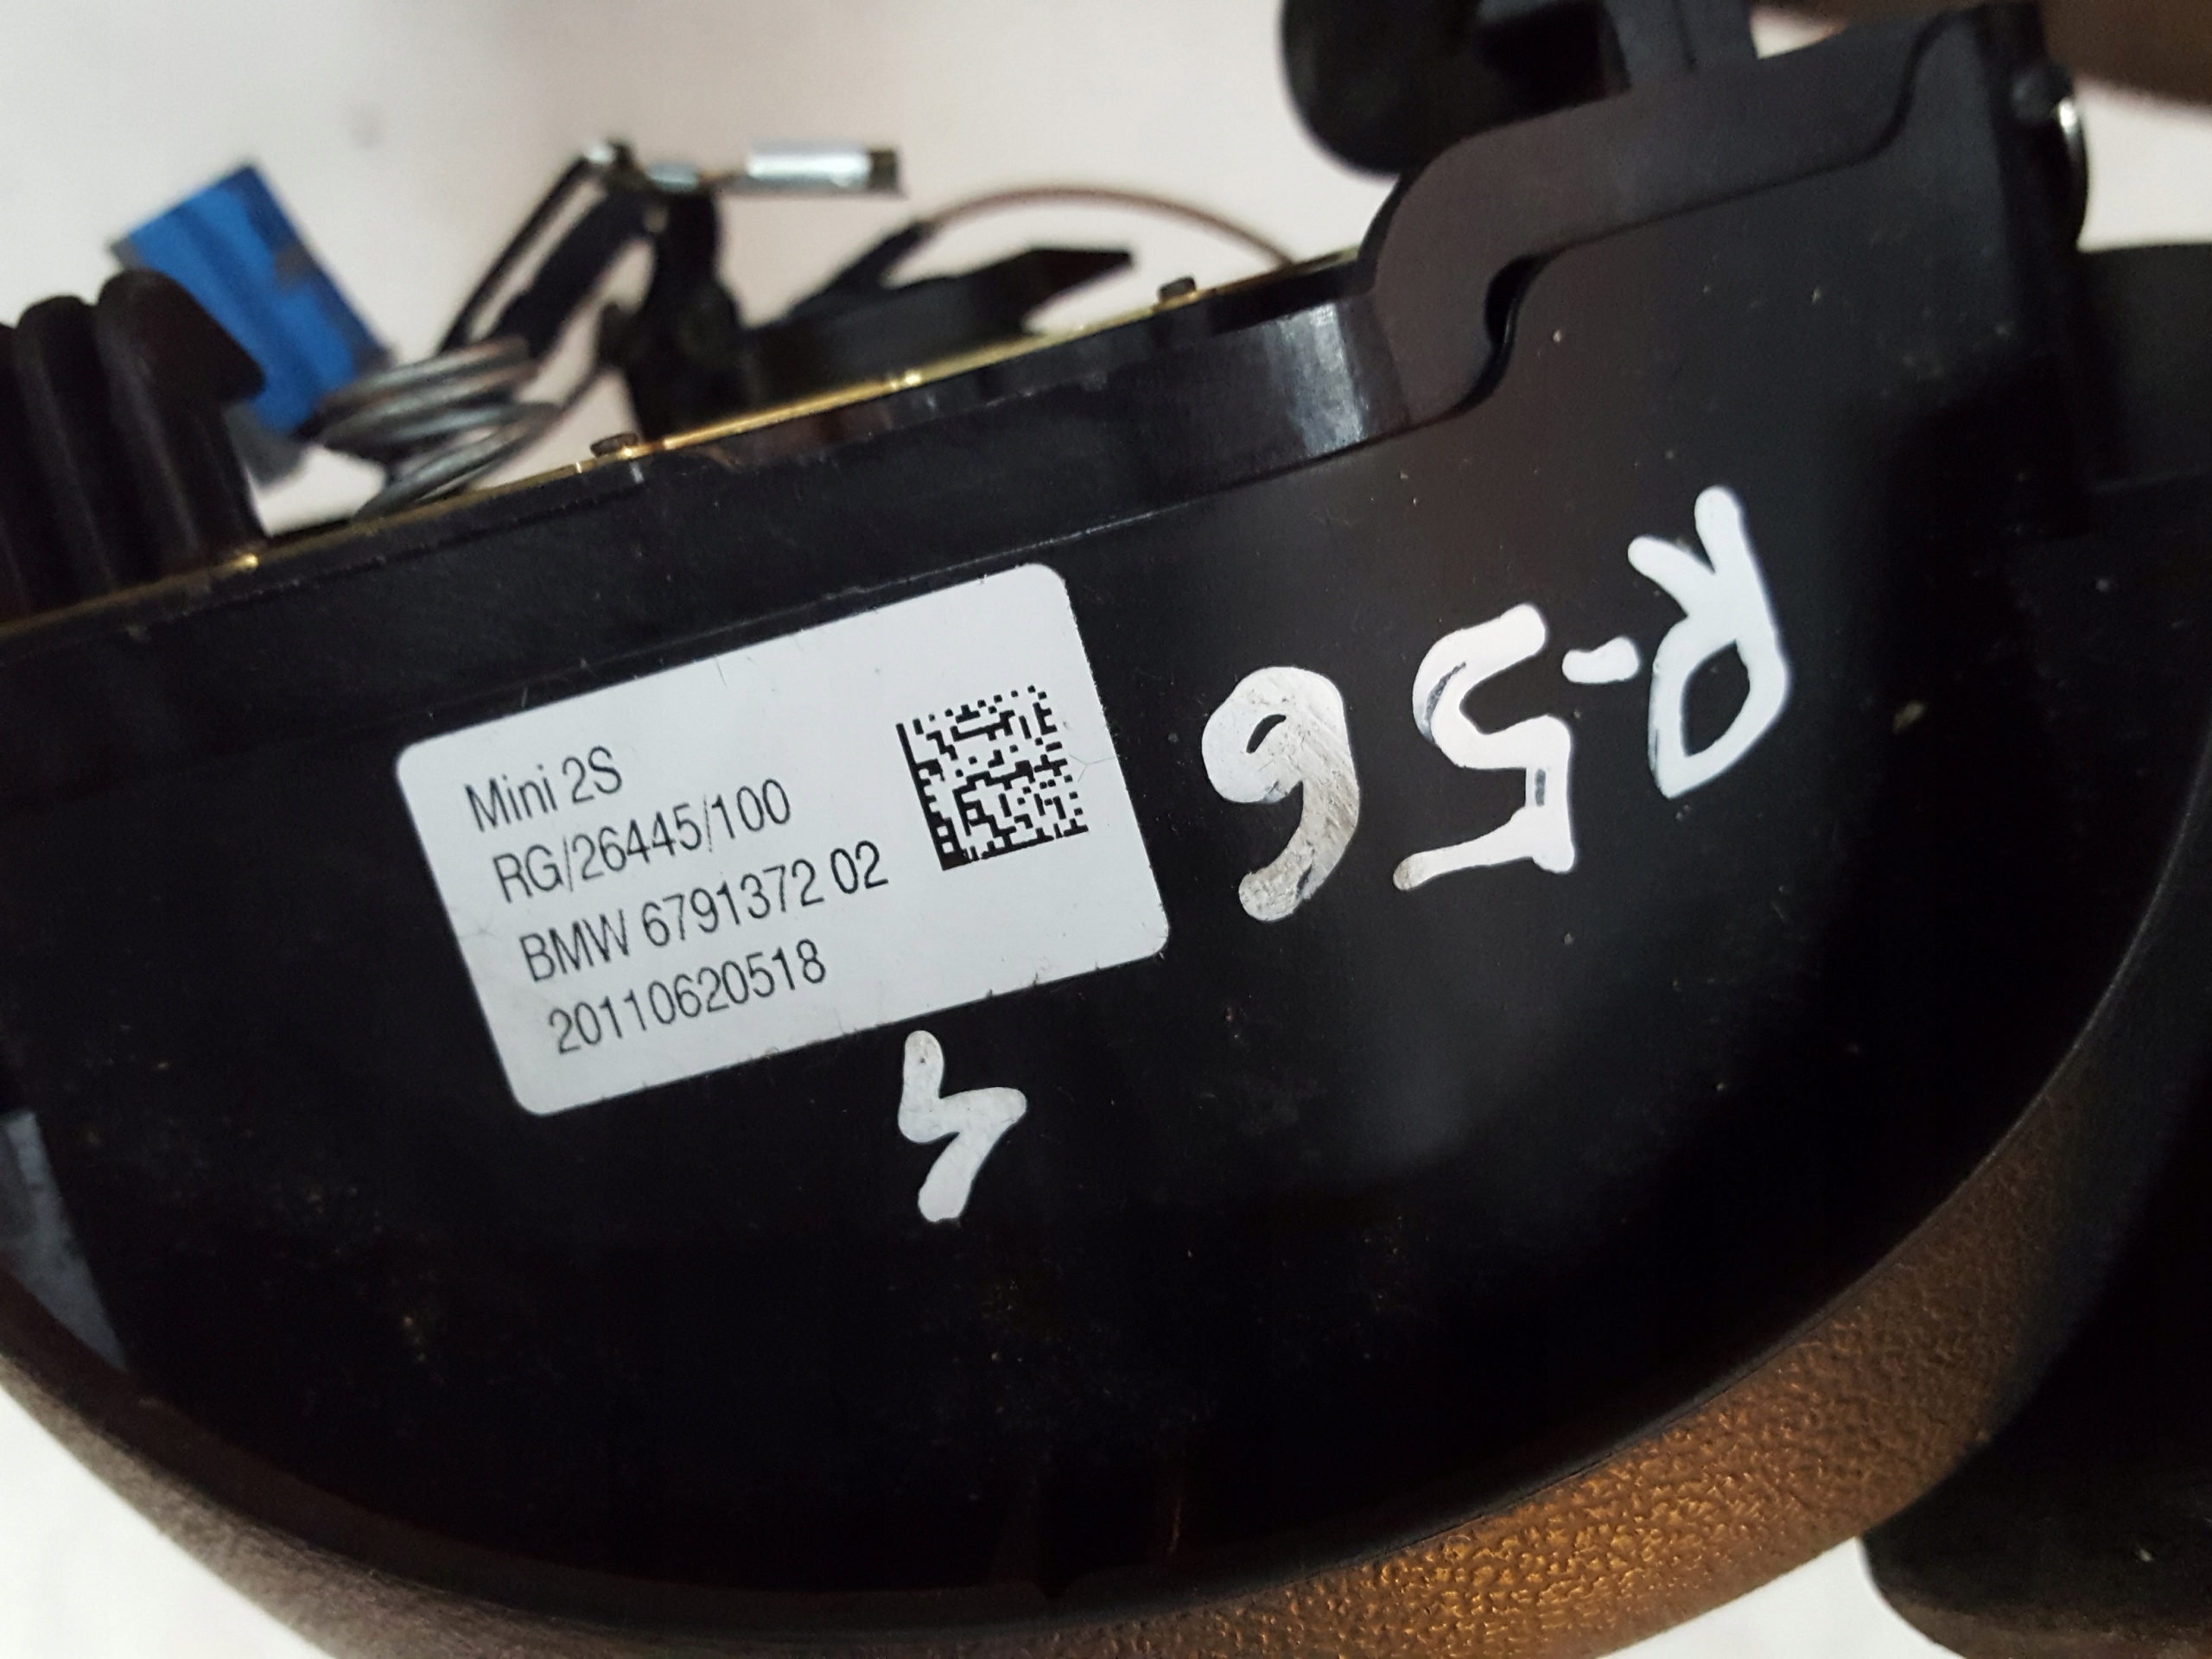 Mini 2S
RG/26445/100
BMW 6791372 02
20110620518
R-56
4